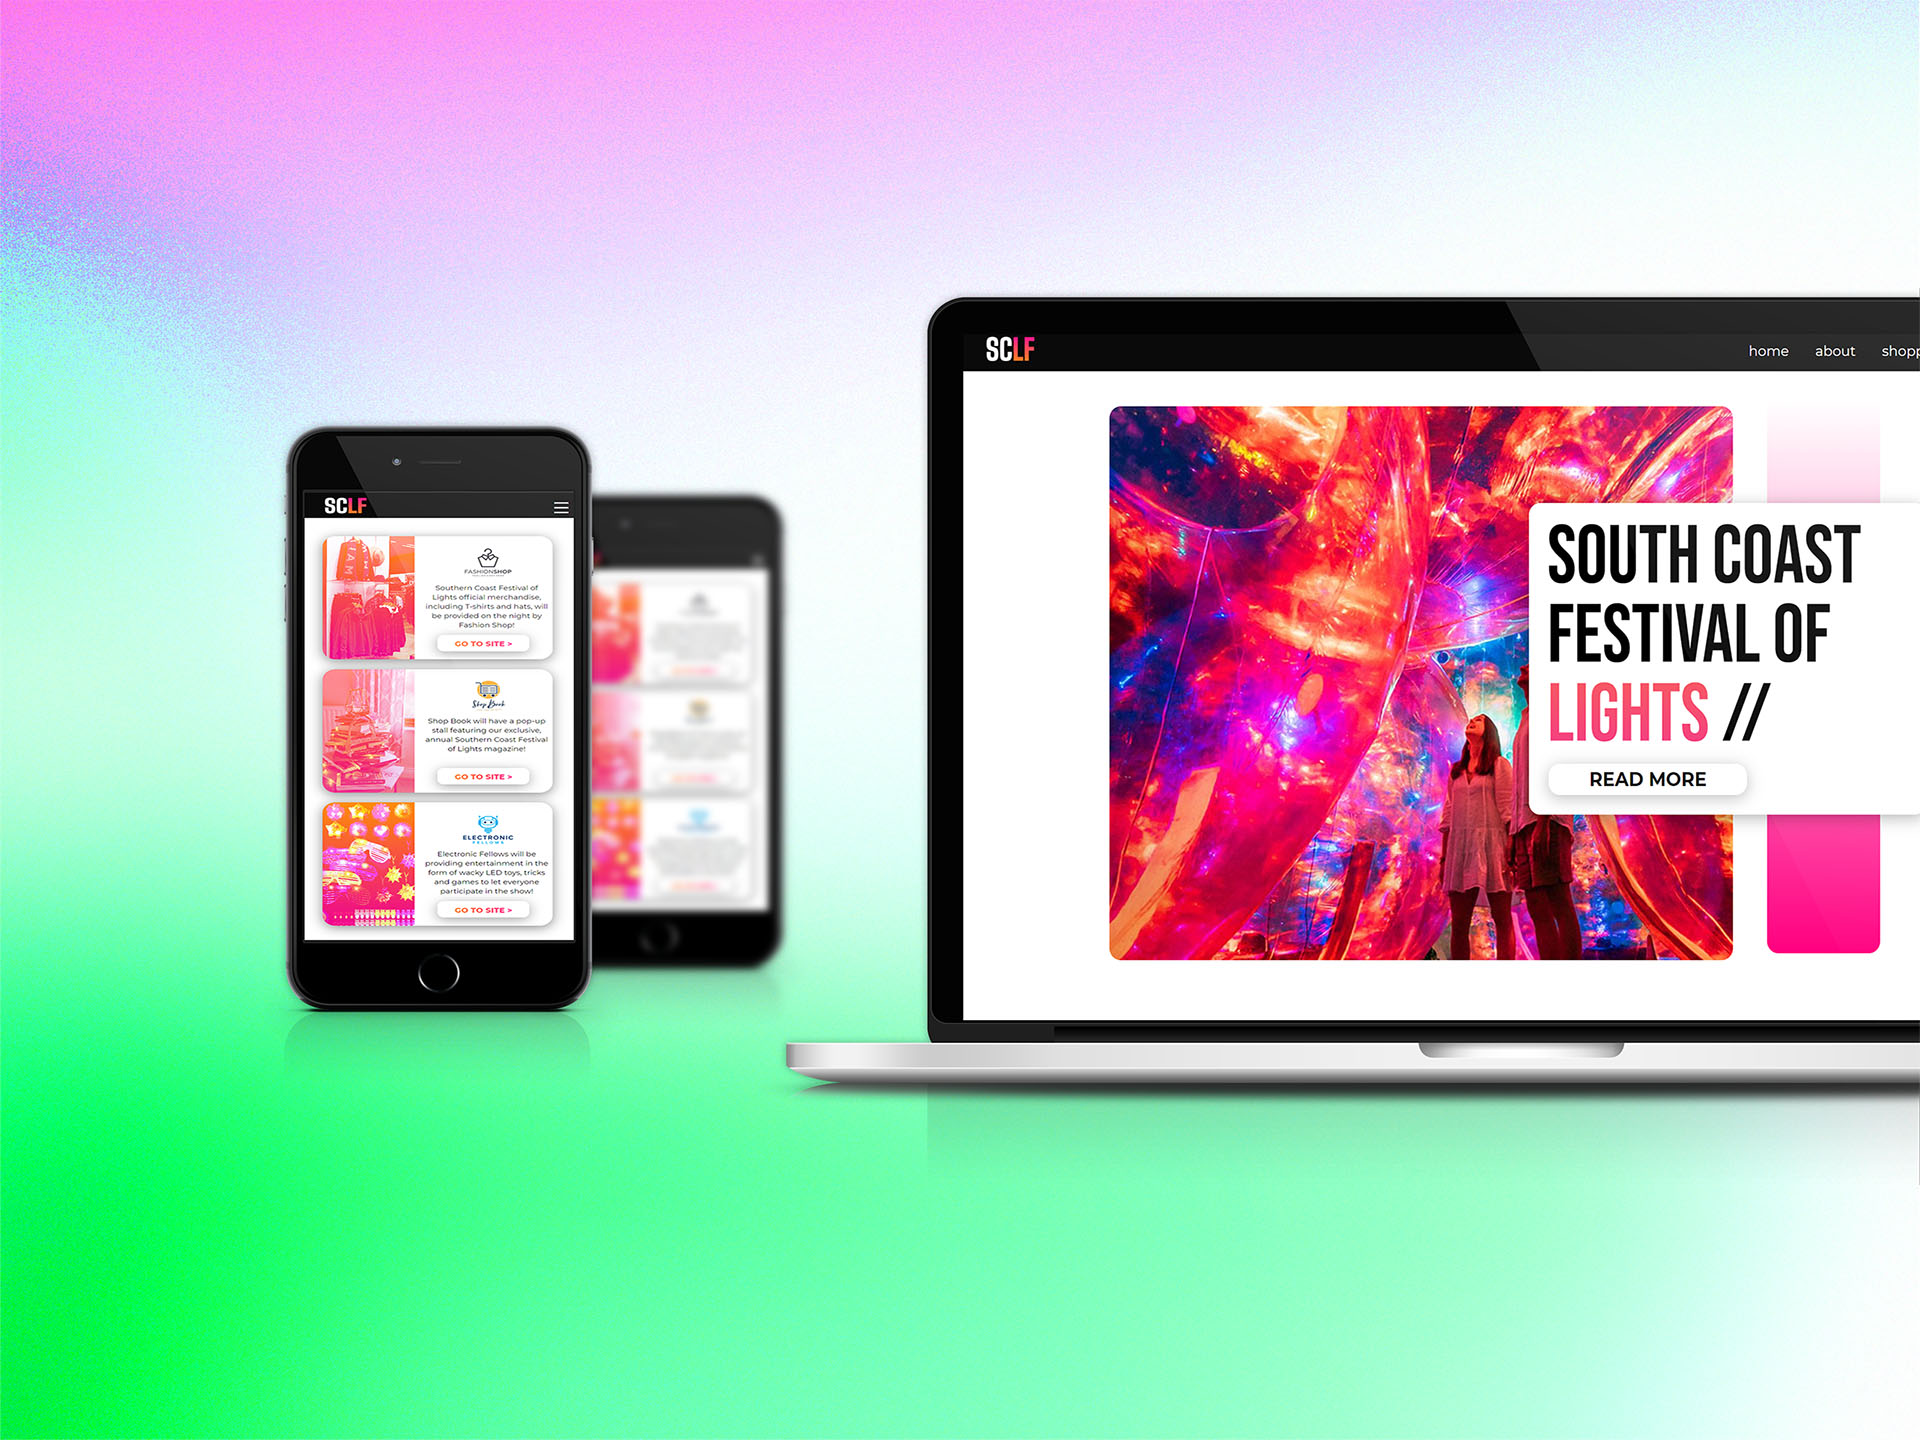 SCLF
FASHIONSHOP
Southern Coast Festival of
Lights official merchandise,
including T-shirts and hats, will
be provided on the night by
Fashion Shop!
GO TO SITE >
Shop Book
Shop Book will have a pop-up
stall featuring our exclusive,
annual Southern Coast Festival
of Lights magazine!
GO TO SITE >
ELECTRONIC
FELLOWS
Electronic Fellows will be
providing entertainment in the
form of wacky LED toys, tricks
and games to let everyone
participate in the show!
GO TO SITE >
SCLF
home about shopp
SOUTH COAST
FESTIVAL OF
LIGHTS //
READ MORE